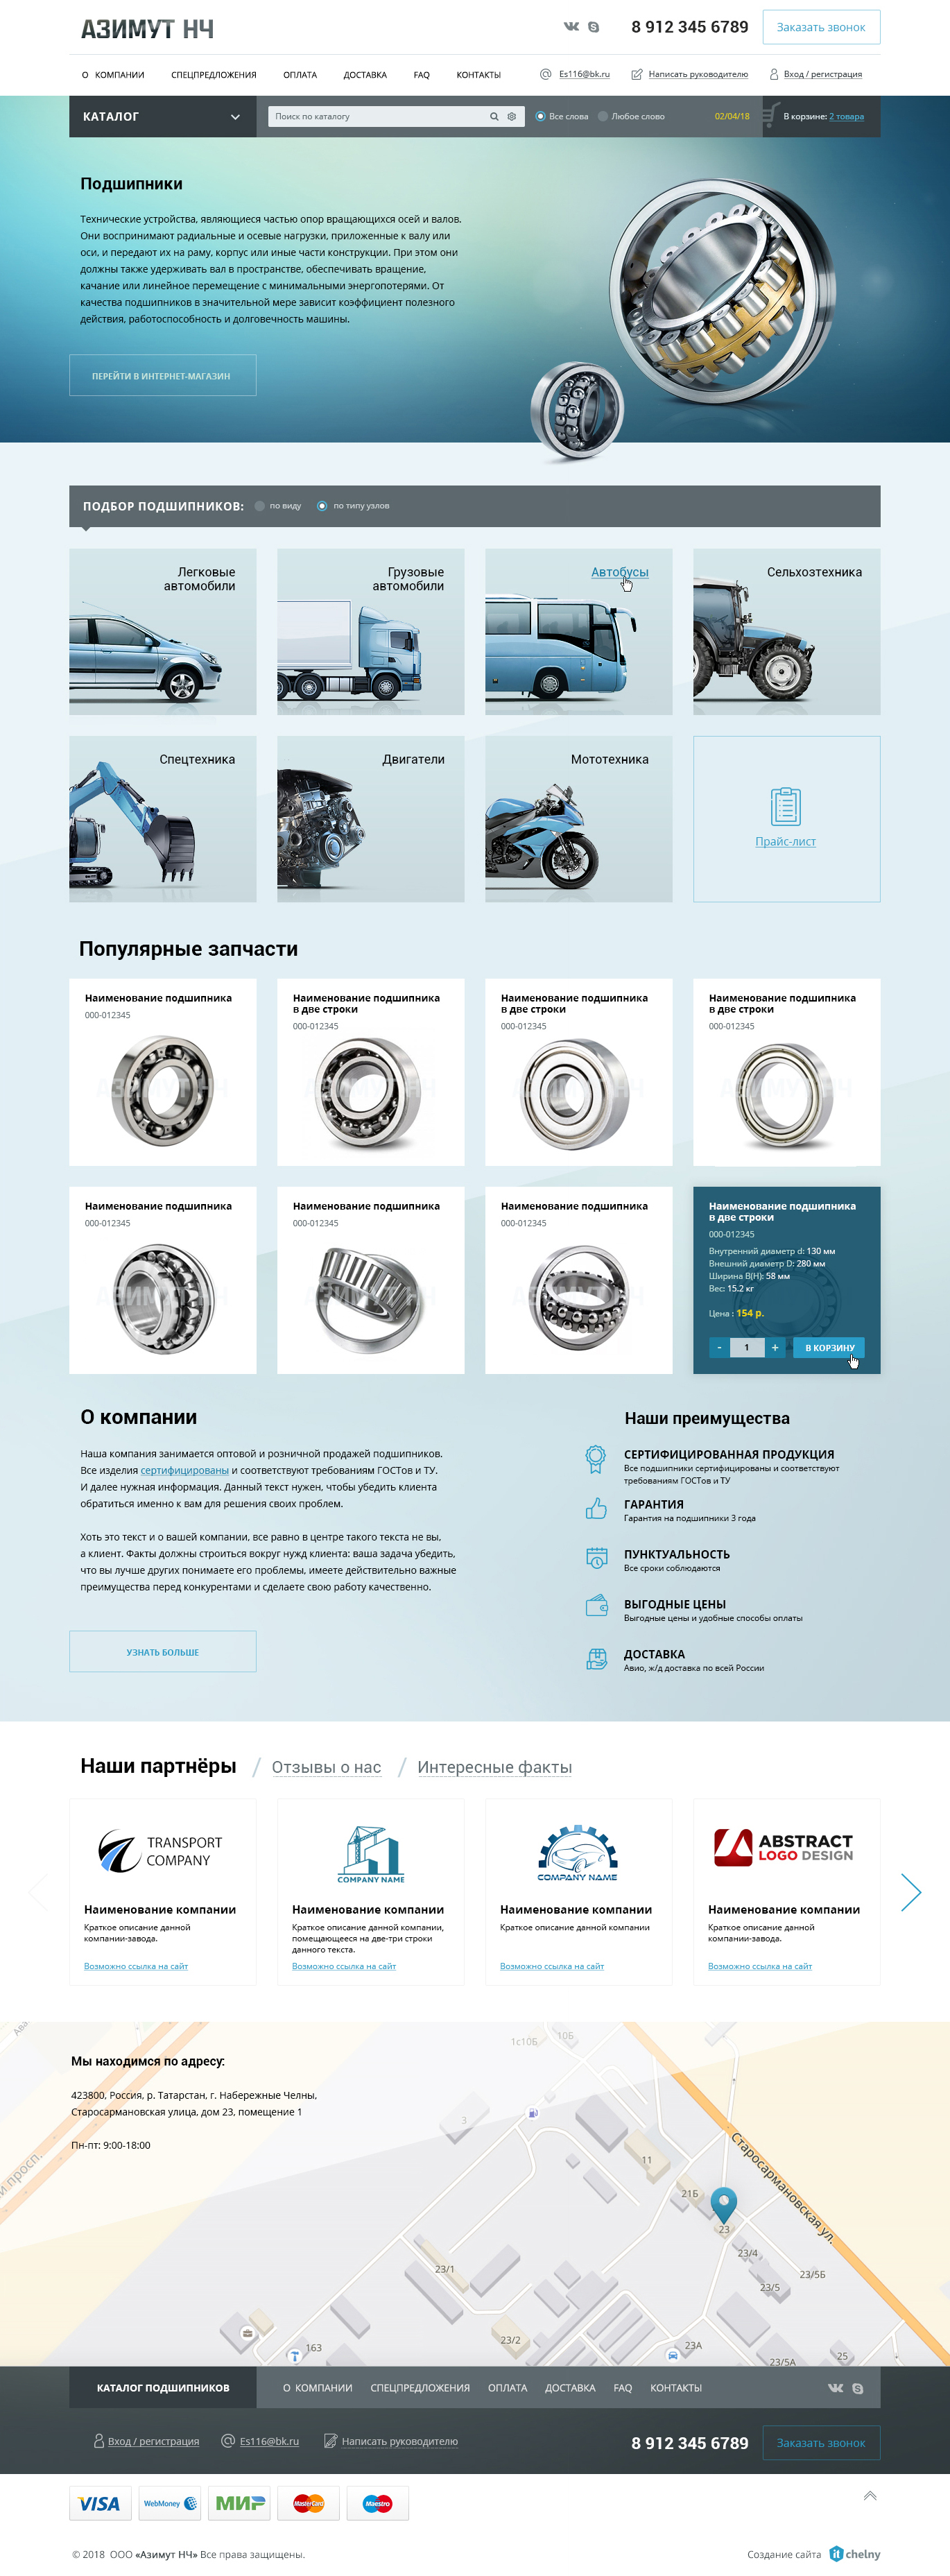 АЗИМУТ НЧ
8 912 345 6789
Заказать звонок
О КОМПАНИИ
СПЕЦПРЕДЛОЖЕНИЯ
ОПЛАТА
ДОСТАВКА
FAQ
КОНТАКТЫ
Es116@bk.ru
Написать руководителю
Вход / регистрация
КАТАЛОГ
Поиск по каталогу
Все слова
Любое слово
02/04/18
В корзине: 2 товара
Подшипники
Технические устройства, являющиеся частью опор вращающихся осей и валов.
Они воспринимают радиальные и осевые нагрузки, приложенные к валу или
оси, и передают их на раму, корпус или иные части конструкции. При этом они
должны также удерживать вал в пространстве, обеспечивать вращение,
качание или линейное перемещение с минимальными энергопотерями. От
качества подшипников в значительной мере зависит коэффициент полезного
действия, работоспособность и долговечность машины.
ПЕРЕЙТИ В ИНТЕРНЕТ-МАГАЗИН
ПОДБОР ПОДШИПНИКОВ:
по виду
по типу узлов
Легковые
автомобили
Грузовые
автомобили
Автобусы
Сельхозтехника
Спецтехника
Двигатели
Мототехника
Прайс-лист
Популярные запчасти
Наименование подшипника
000-012345
АЗИМУТ НЧ
Наименование подшипника
в две строки
000-012345
АЗИМУТ НЧ
Наименование подшипника
в две строки
000-012345
АЗИМУТ НЧ
Наименование подшипника
в две строки
000-012345
АЗИМУТ НЧ
Наименование подшипника
000-012345
АЗИМУТ НЧ
Наименование подшипника
000-012345
АЗИМУТ НЧ
Наименование подшипника
000-012345
АЗИМУТ НЧ
Наименование подшипника
в две строки
000-012345
Внутренний диаметр d: 130 мм
Внешний диаметр D: 280 мм
Ширина В(Н): 58 мм
Вес: 15.2 кг
Цена : 154 р.
- 1 +
В КОРЗИНУ
О компании
Наша компания занимается оптовой и розничной продажей подшипников.
Все изделия сертифицированы и соответствуют требованиям ГОСТов и ТУ.
И далее нужная информация. Данный текст нужен, чтобы убедить клиента
обратиться именно к вам для решения своих проблем.
Хоть это текст и о вашей компании, все равно в центре такого текста не вы,
а клиент. Факты должны строиться вокруг нужд клиента: ваша задача убедить,
что вы лучше других понимаете его проблемы, имеете действительно важные
преимущества перед конкурентами и сделаете свою работу качественно.
УЗНАТЬ БОЛЬШЕ
Наши преимущества
СЕРТИФИЦИРОВАННАЯ ПРОДУКЦИЯ
Все подшипники сертифицированы и соответствуют
требованиям ГОСТов и ТУ
ГАРАНТИЯ
Гарантия на подшипники 3 года
ПУНКТУАЛЬНОСТЬ
Все сроки соблюдаются
ВЫГОДНЫЕ ЦЕНЫ
Выгодные цены и удобные способы оплаты
ДОСТАВКА
Авио, ж/д доставка по всей России
Наши партнёры / Отзывы о нас / Интересные факты
TRANSPORT
COMPANY
Наименование компании
Краткое описание данной
компании-завода.
Возможно ссылка на сайт
COMPANY NAME
Наименование компании
Краткое описание данной компании,
помещающееся на две-три строки
данного текста.
Возможно ссылка на сайт
COMPANY NAME
Наименование компании
Краткое описание данной компании
Возможно ссылка на сайт
ABSTRACT
LOGO DESIGN
Наименование компании
Краткое описание данной
компании-завода.
Возможно ссылка на сайт
Мы находимся по адресу:
423800, Россия, р. Татарстан, г. Набережные Челны,
Старосармановская улица, дом 23, помещение 1
Пн-пт: 9:00-18:00
1с10Б
10Б
3
и просп.
11
Старосармановская ул.
21Б
23
23/4
23/5Б
23/5
23/1
23/2
163
23А
23/5А
25
КАТАЛОГ ПОДШИПНИКОВ
О КОМПАНИИ
СПЕЦПРЕДЛОЖЕНИЯ
ОПЛАТА
ДОСТАВКА
FAQ
КОНТАКТЫ
Вход / регистрация
Es116@bk.ru
Написать руководителю
8 912 345 6789
Заказать звонок
VISA
WebMoney
МИР
MasterCard
Maestro
© 2018 ООО «Азимут НЧ» Все права защищены.
Создание сайта
it chelny